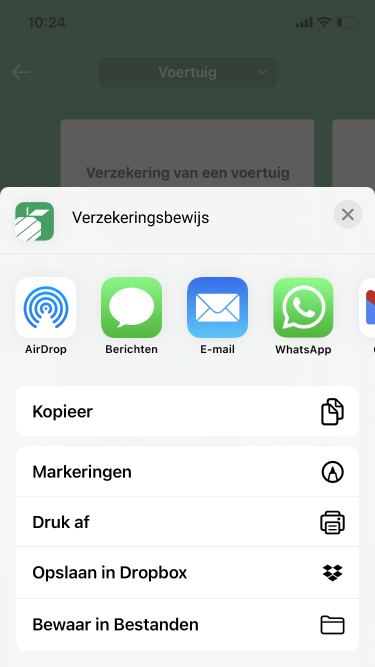 10:24
Voertuig
Verzekering van een voertuig
Verzekeringsbewijs
AirDrop
Berichten
E-mail
WhatsApp
Kopieer
Markeringen
Druk af
Opslaan in Dropbox
Bewaar in Bestanden